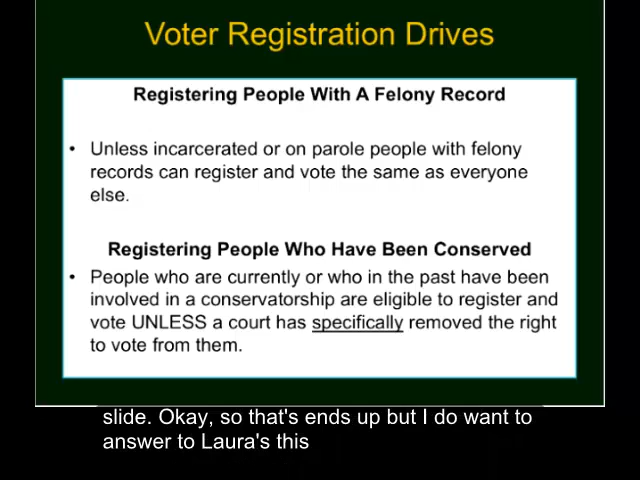 Voter Registration Drives
Registering People With A Felony Record
• Unless incarcerated or on parole people with felony
records can register and vote the same as everyone
else.
Registering People Who Have Been Conserved
• People who are currently or who in the past have been
involved in a conservatorship are eligible to register and
vote UNLESS a court has specifically removed the right
to vote from them.
slide. Okay, so that's ends up but I do want to
answer to Laura's this